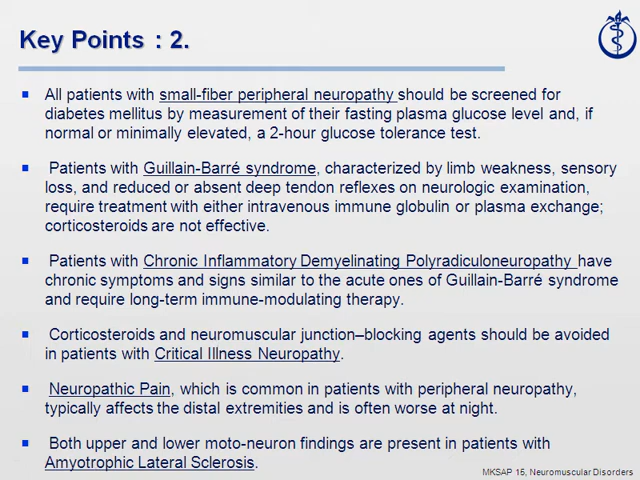 Key Points : 2.
All patients with small-fiber peripheral neuropathy should be screened for
diabetes mellitus by measurement of their fasting plasma glucose level and, if
normal or minimally elevated, a 2-hour glucose tolerance test.
Patients with Guillain-Barré syndrome, characterized by limb weakness, sensory
loss, and reduced or absent deep tendon reflexes on neurologic examination,
require treatment with either intravenous immune globulin or plasma exchange;
corticosteroids are not effective.
Patients with Chronic Inflammatory Demyelinating Polyradiculoneuropathy have
chronic symptoms and signs similar to the acute ones of Guillain-Barré syndrome
and require long-term immune-modulating therapy.
Corticosteroids and neuromuscular junction–blocking agents should be avoided
in patients with Critical Illness Neuropathy.
Neuropathic Pain, which is common in patients with peripheral neuropathy,
typically affects the distal extremities and is often worse at night.
Both upper and lower moto-neuron findings are present in patients with
Amyotrophic Lateral Sclerosis.
MKSAP 15, Neuromuscular Disorders